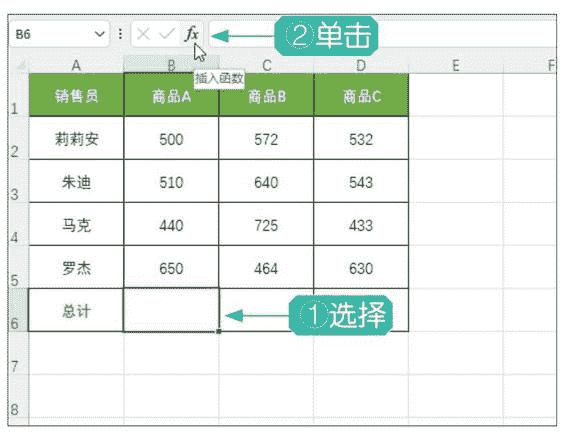 B6 fx ②单击
插入函数
A B C D E F
1 销售员 商品A 商品B 商品C
2 莉莉安 500 572 532
3 朱迪 510 640 543
4 马克 440 725 433
5 罗杰 650 464 630
6 总计 ①选择
7
8